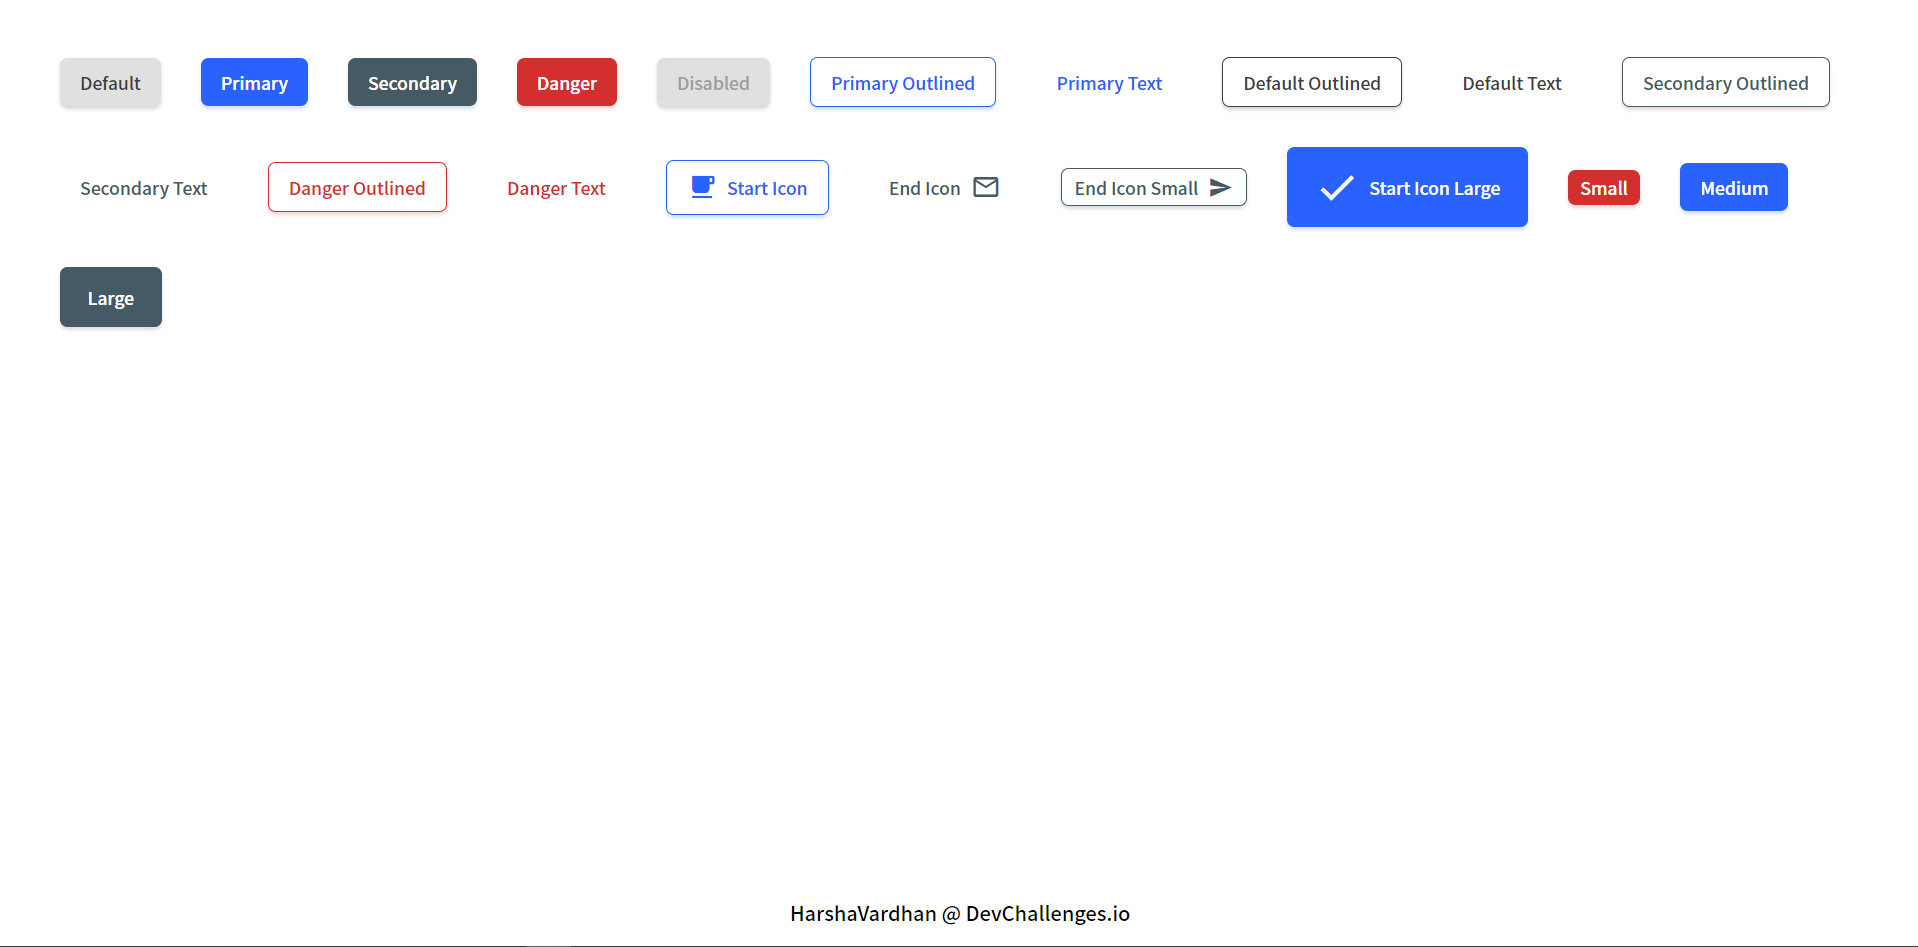 Default Primary Secondary Danger Disabled Primary Outlined Primary Text Default Outlined Default Text Secondary Outlined
Secondary Text Danger Outlined Danger Text Start Icon End Icon End Icon Small Start Icon Large Small Medium
Large
HarshaVardhan @ DevChallenges.io